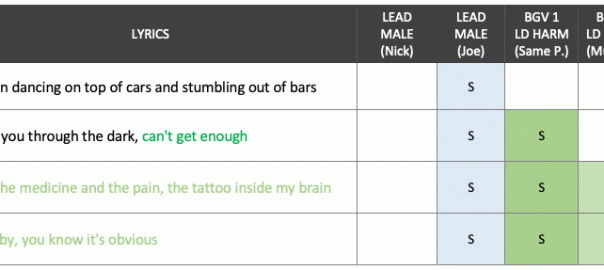 LYRICS LEAD MALE (Nick) LEAD MALE (Joe) BGV 1 LD HARM (Same P.) LD
n dancing on top of cars and stumbling out of bars S
you through the dark, can't get enough S S
he medicine and the pain, the tattoo inside my brain S S
by, you know it's obvious S S